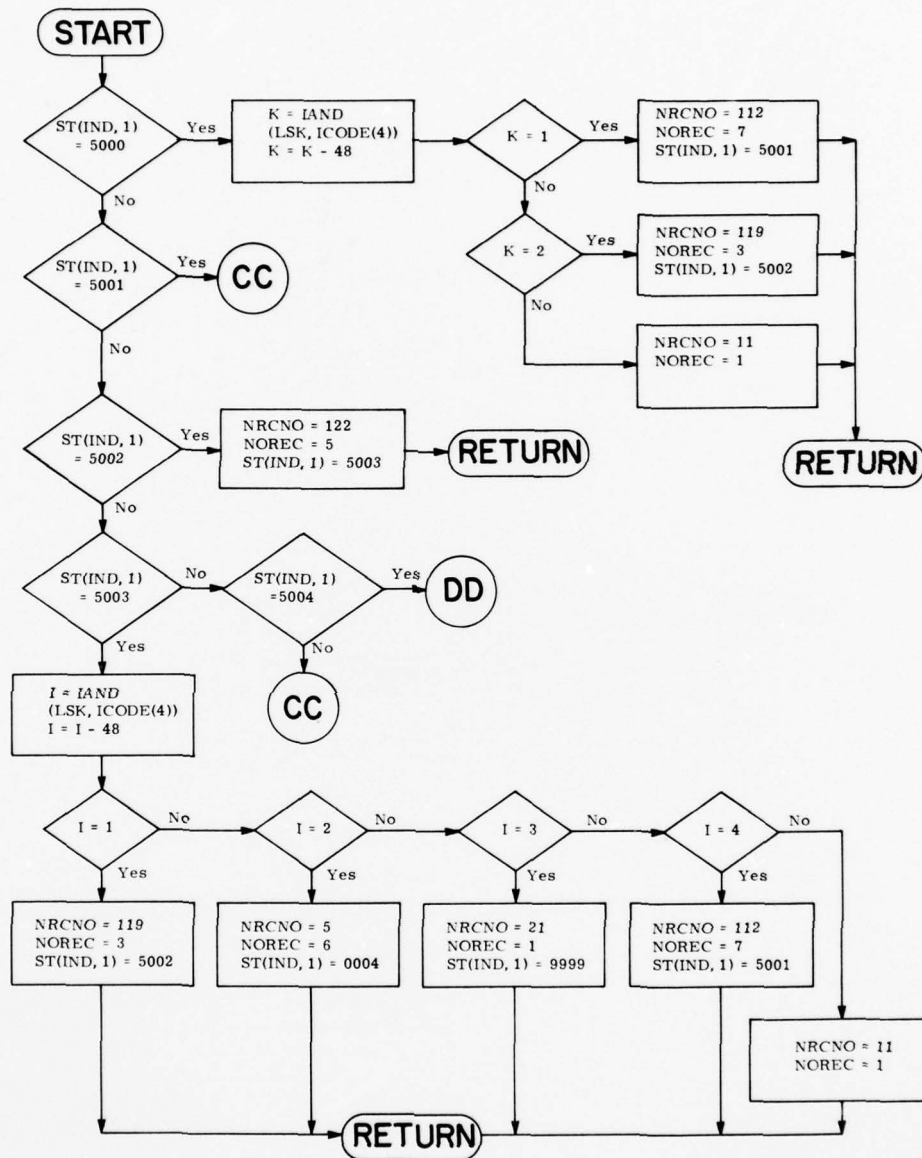 START
ST(IND, 1)
= 5000
Yes
No
K = IAND
(LSK, ICODE(4))
K = K - 48
K = 1
Yes
No
NRCNO = 112
NOREC = 7
ST(IND, 1) = 5001
K = 2
Yes
No
NRCNO = 119
NOREC = 3
ST(IND, 1) = 5002
NRCNO = 11
NOREC = 1
RETURN
ST(IND, 1)
= 5001
Yes
CC
No
ST(IND, 1)
= 5002
Yes
NRCNO = 122
NOREC = 5
ST(IND, 1) = 5003
RETURN
No
ST(IND, 1)
= 5003
No
ST(IND, 1)
=5004
Yes
DD
No
CC
Yes
I = IAND
(LSK, ICODE(4))
I = I - 48
I = 1
No
I = 2
No
I = 3
No
I = 4
No
Yes
Yes
Yes
Yes
NRCNO = 119
NOREC = 3
ST(IND, 1) = 5002
NRCNO = 5
NOREC = 6
ST(IND, 1) = 0004
NRCNO = 21
NOREC = 1
ST(IND, 1) = 9999
NRCNO = 112
NOREC = 7
ST(IND, 1) = 5001
NRCNO = 11
NOREC = 1
RETURN